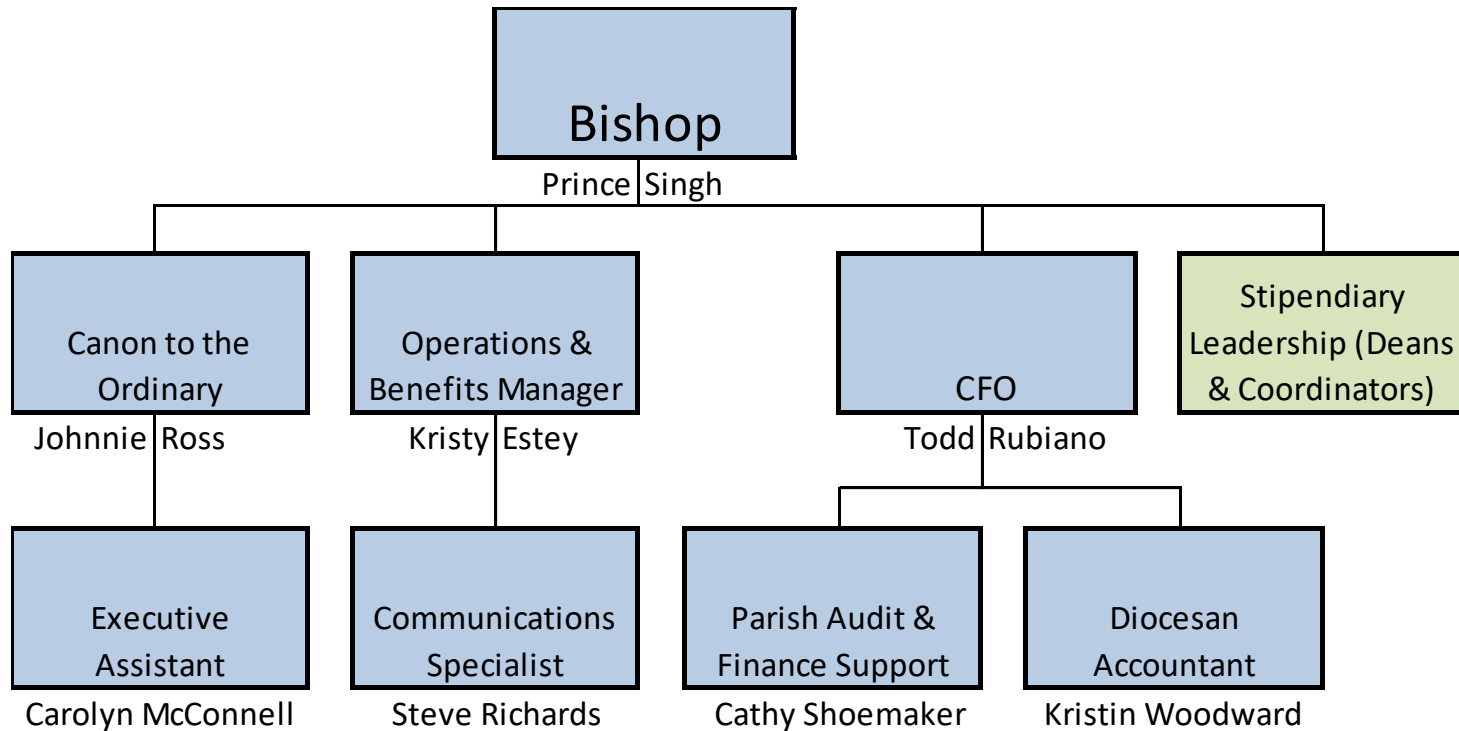 Bishop
Prince Singh
Canon to the
Ordinary
Johnnie Ross
Operations &
Benefits Manager
Kristy Estey
CFO
Todd Rubiano
Stipendiary
Leadership (Deans
& Coordinators)
Executive
Assistant
Carolyn McConnell
Communications
Specialist
Steve Richards
Parish Audit &
Finance Support
Cathy Shoemaker
Diocesan
Accountant
Kristin Woodward